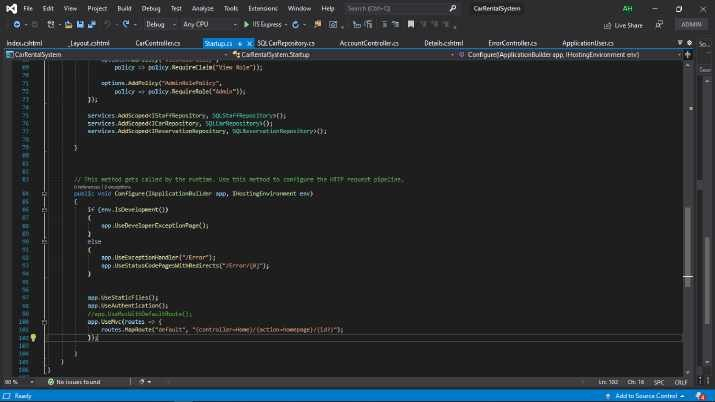 File Edit View Project Build Debug Test Analyze Tools Extensions Window Help Search (Ctrl+Q) CarRentalSystem AH
Debug Any CPU IIS Express Live Share ADMIN
Index.cshtml _Layout.cshtml CarController.cs Startup.cs SQLCarRepository.cs AccountController.cs Details.cshtml ErrorController.cs ApplicationUser.cs
CarRentalSystem CarRentalSystem.Startup Configure(IApplicationBuilder app, IHostingEnvironment env)
69 policy => policy.RequireClaim("View Role"));
70
71 options.AddPolicy("AdminRolePolicy",
72 policy => policy.RequireRole("Admin"));
73 });
74
75 services.AddScoped<IStaffRepository, SQLStaffRepository>();
76 services.AddScoped<ICarRepository, SQLCarRepository>();
77 services.AddScoped<IReservationRepository, SQLReservationRepository>();
78
79 }
80
81
82
83 // This method gets called by the runtime. Use this method to configure the HTTP request pipeline.
0 references | 0 exceptions
84 public void Configure(IApplicationBuilder app, IHostingEnvironment env)
85 {
86 if (env.IsDevelopment())
87 {
88 app.UseDeveloperExceptionPage();
89 }
90 else
91 {
92 app.UseExceptionHandler("/Error");
93 app.UseStatusCodePagesWithRedirects("/Error/{0}");
94 }
95
96
97 app.UseStaticFiles();
98 app.UseAuthentication();
99 //app.UseMvcWithDefaultRoute();
100 app.UseMvc(routes => {
101 routes.MapRoute("default", "{controller=Home}/{action=Homepage}/{id?}");
102 });
103
104 }
105 }
106 }
90 % No issues found Ln: 102 Ch: 16 SPC CRLF
Ready Add to Source Control 4